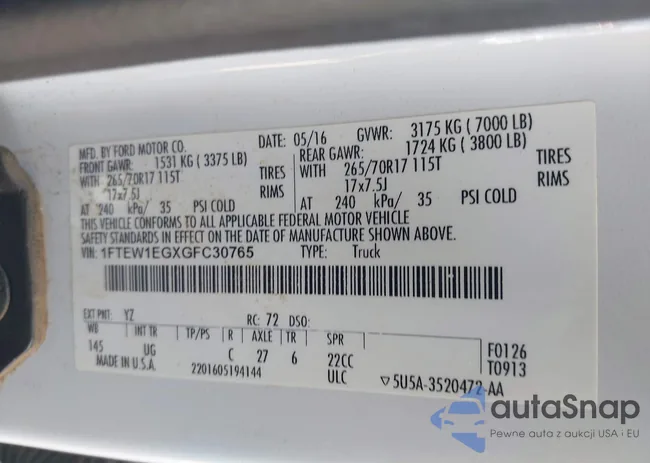 MFD. BY FORD MOTOR CO. DATE: 05/16 GVWR: 3175 KG ( 7000 LB)
FRONT GAWR: 1531 KG ( 3375 LB) REAR GAWR: 1724 KG ( 3800 LB)
WITH 265/70R17 115T TIRES WITH 265/70R17 115T TIRES
17x7.5J RIMS 17x7.5J RIMS
AT 240 kPa/ 35 PSI COLD AT 240 kPa/ 35 PSI COLD
THIS VEHICLE CONFORMS TO ALL APPLICABLE FEDERAL MOTOR VEHICLE
SAFETY STANDARDS IN EFFECT ON THE DATE OF MANUFACTURE SHOWN ABOVE.
VIN: 1FTEW1EGXGFC30765 TYPE: Truck
EXT PNT: YZ RC: 72 DSO:
WB INT TR TP/PS R AXLE TR SPR
145 UG C 27 6 22CC
MADE IN U.S.A. 2201605194144 ULC
F0126
T0913
▽5U5A-3520472-AA
autaSnap
Pewne auta z aukcji USA i EU